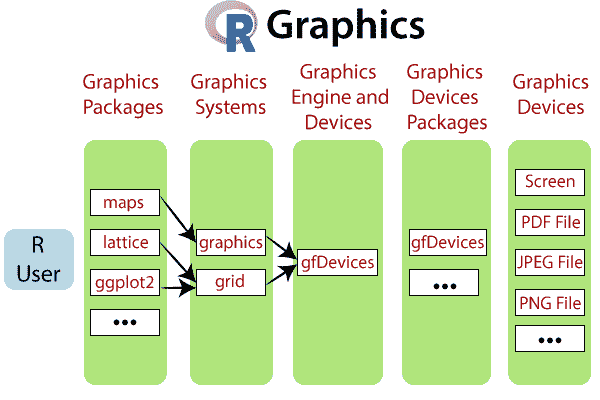 R Graphics
Graphics
Packages
Graphics
Systems
Graphics
Engine and
Devices
Graphics
Devices
Packages
Graphics
Devices
R
User
maps
lattice
ggplot2
•••
graphics
grid
gfDevices
gfDevices
•••
Screen
PDF File
JPEG File
PNG File
•••